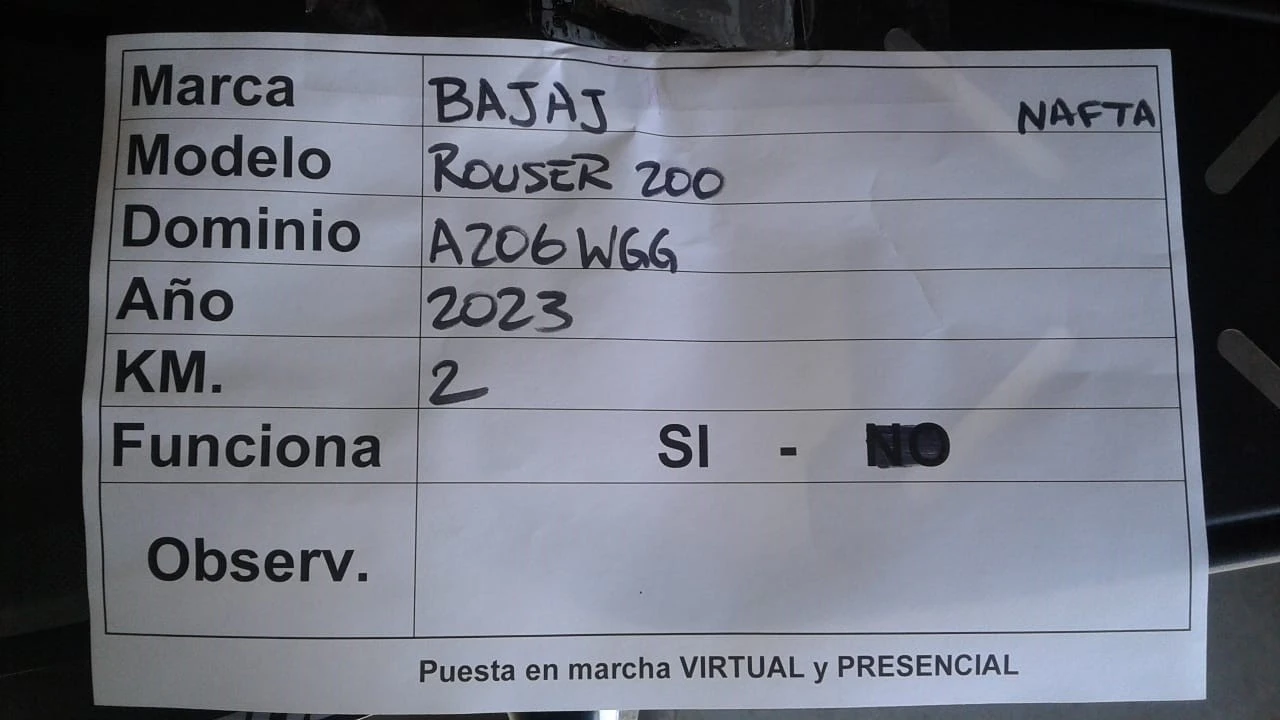 Marca BAJAJ NAFTA
Modelo ROUSER 200
Dominio A206WGG
Año 2023
KM. 2
Funciona SI - NO
Observ.
Puesta en marcha VIRTUAL y PRESENCIAL